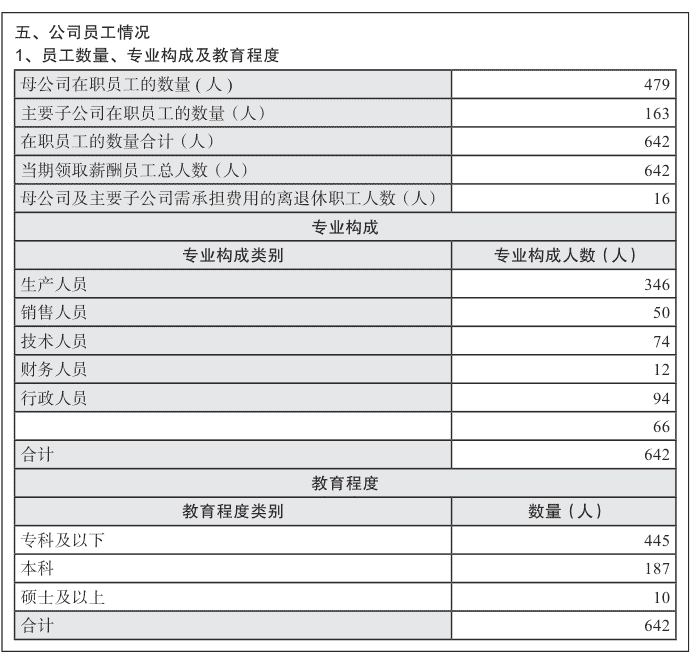 五、公司员工情况
1、员工数量、专业构成及教育程度
母公司在职员工的数量(人) 479
主要子公司在职员工的数量(人) 163
在职员工的数量合计(人) 642
当期领取薪酬员工总人数(人) 642
母公司及主要子公司需承担费用的离退休职工人数(人) 16
专业构成
专业构成类别 专业构成人数(人)
生产人员 346
销售人员 50
技术人员 74
财务人员 12
行政人员 94
66
合计 642
教育程度
教育程度类别 数量(人)
专科及以下 445
本科 187
硕士及以上 10
合计 642